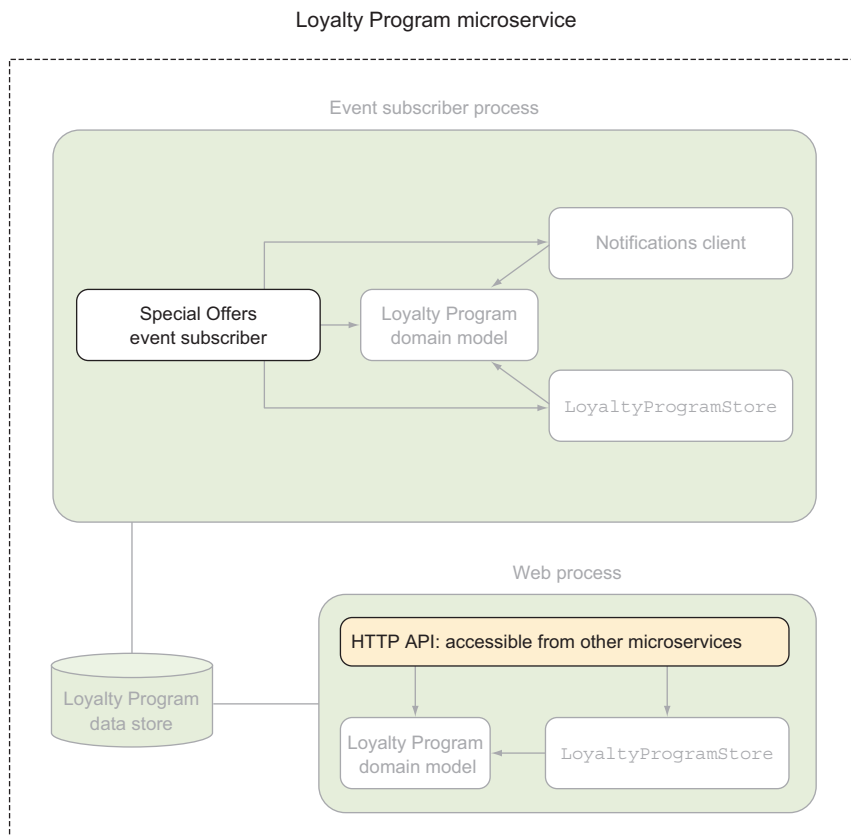 Loyalty Program microservice
Event subscriber process
Notifications client
Special Offers
event subscriber
Loyalty Program
domain model
LoyaltyProgramStore
Web process
HTTP API: accessible from other microservices
Loyalty Program
data store
Loyalty Program
domain model
LoyaltyProgramStore